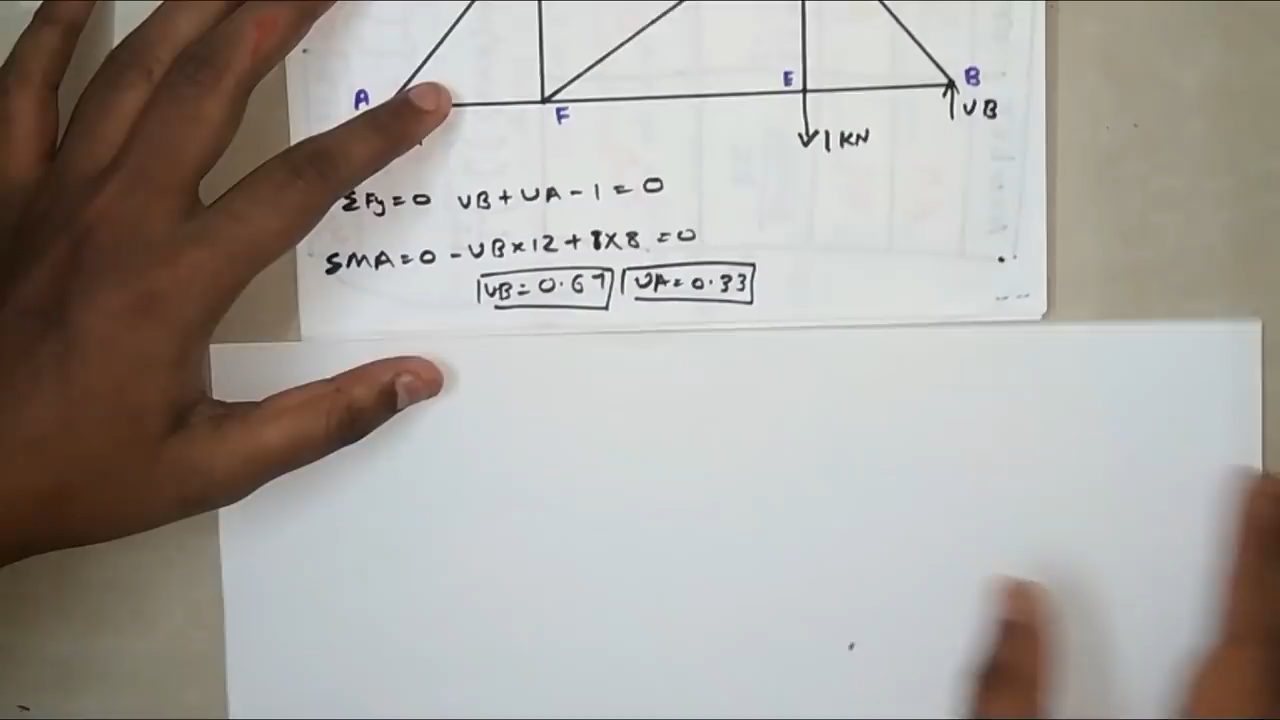 E B
A
F
VB
1 KN
ΣFy=0 VB+VA-1=0
SMA=0 -VB×12+1×8=0
VB=0.67 VA=0.33